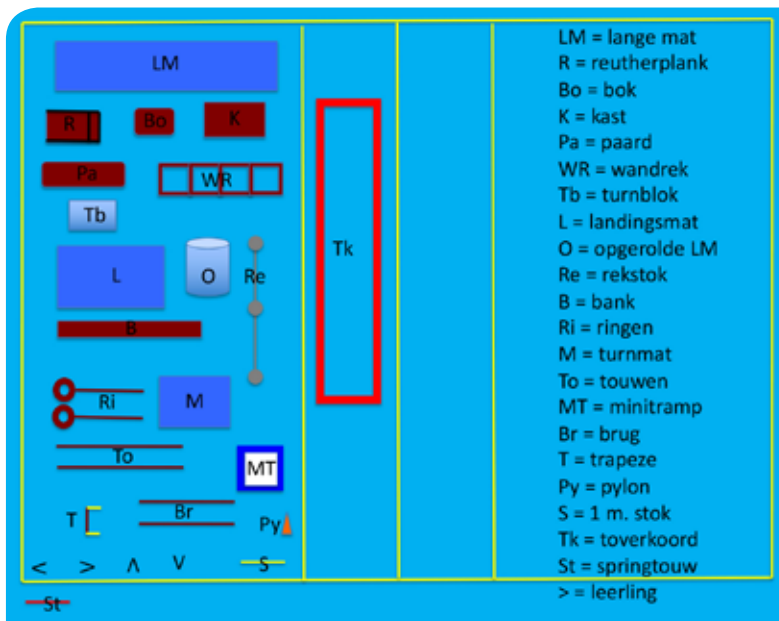 LM
R Bo K
Pa WR
Tb
L O Re
B
Tk
Ri M
To MT
T Br Py
< > Λ V S
St
LM = lange mat
R = reutherplank
Bo = bok
K = kast
Pa = paard
WR = wandrek
Tb = turnblok
L = landingsmat
O = opgerolde LM
Re = rekstok
B = bank
Ri = ringen
M = turnmat
To = touwen
MT = minitramp
Br = brug
T = trapeze
Py = pylon
S = 1 m. stok
Tk = toverkoord
St = springtouw
> = leerling